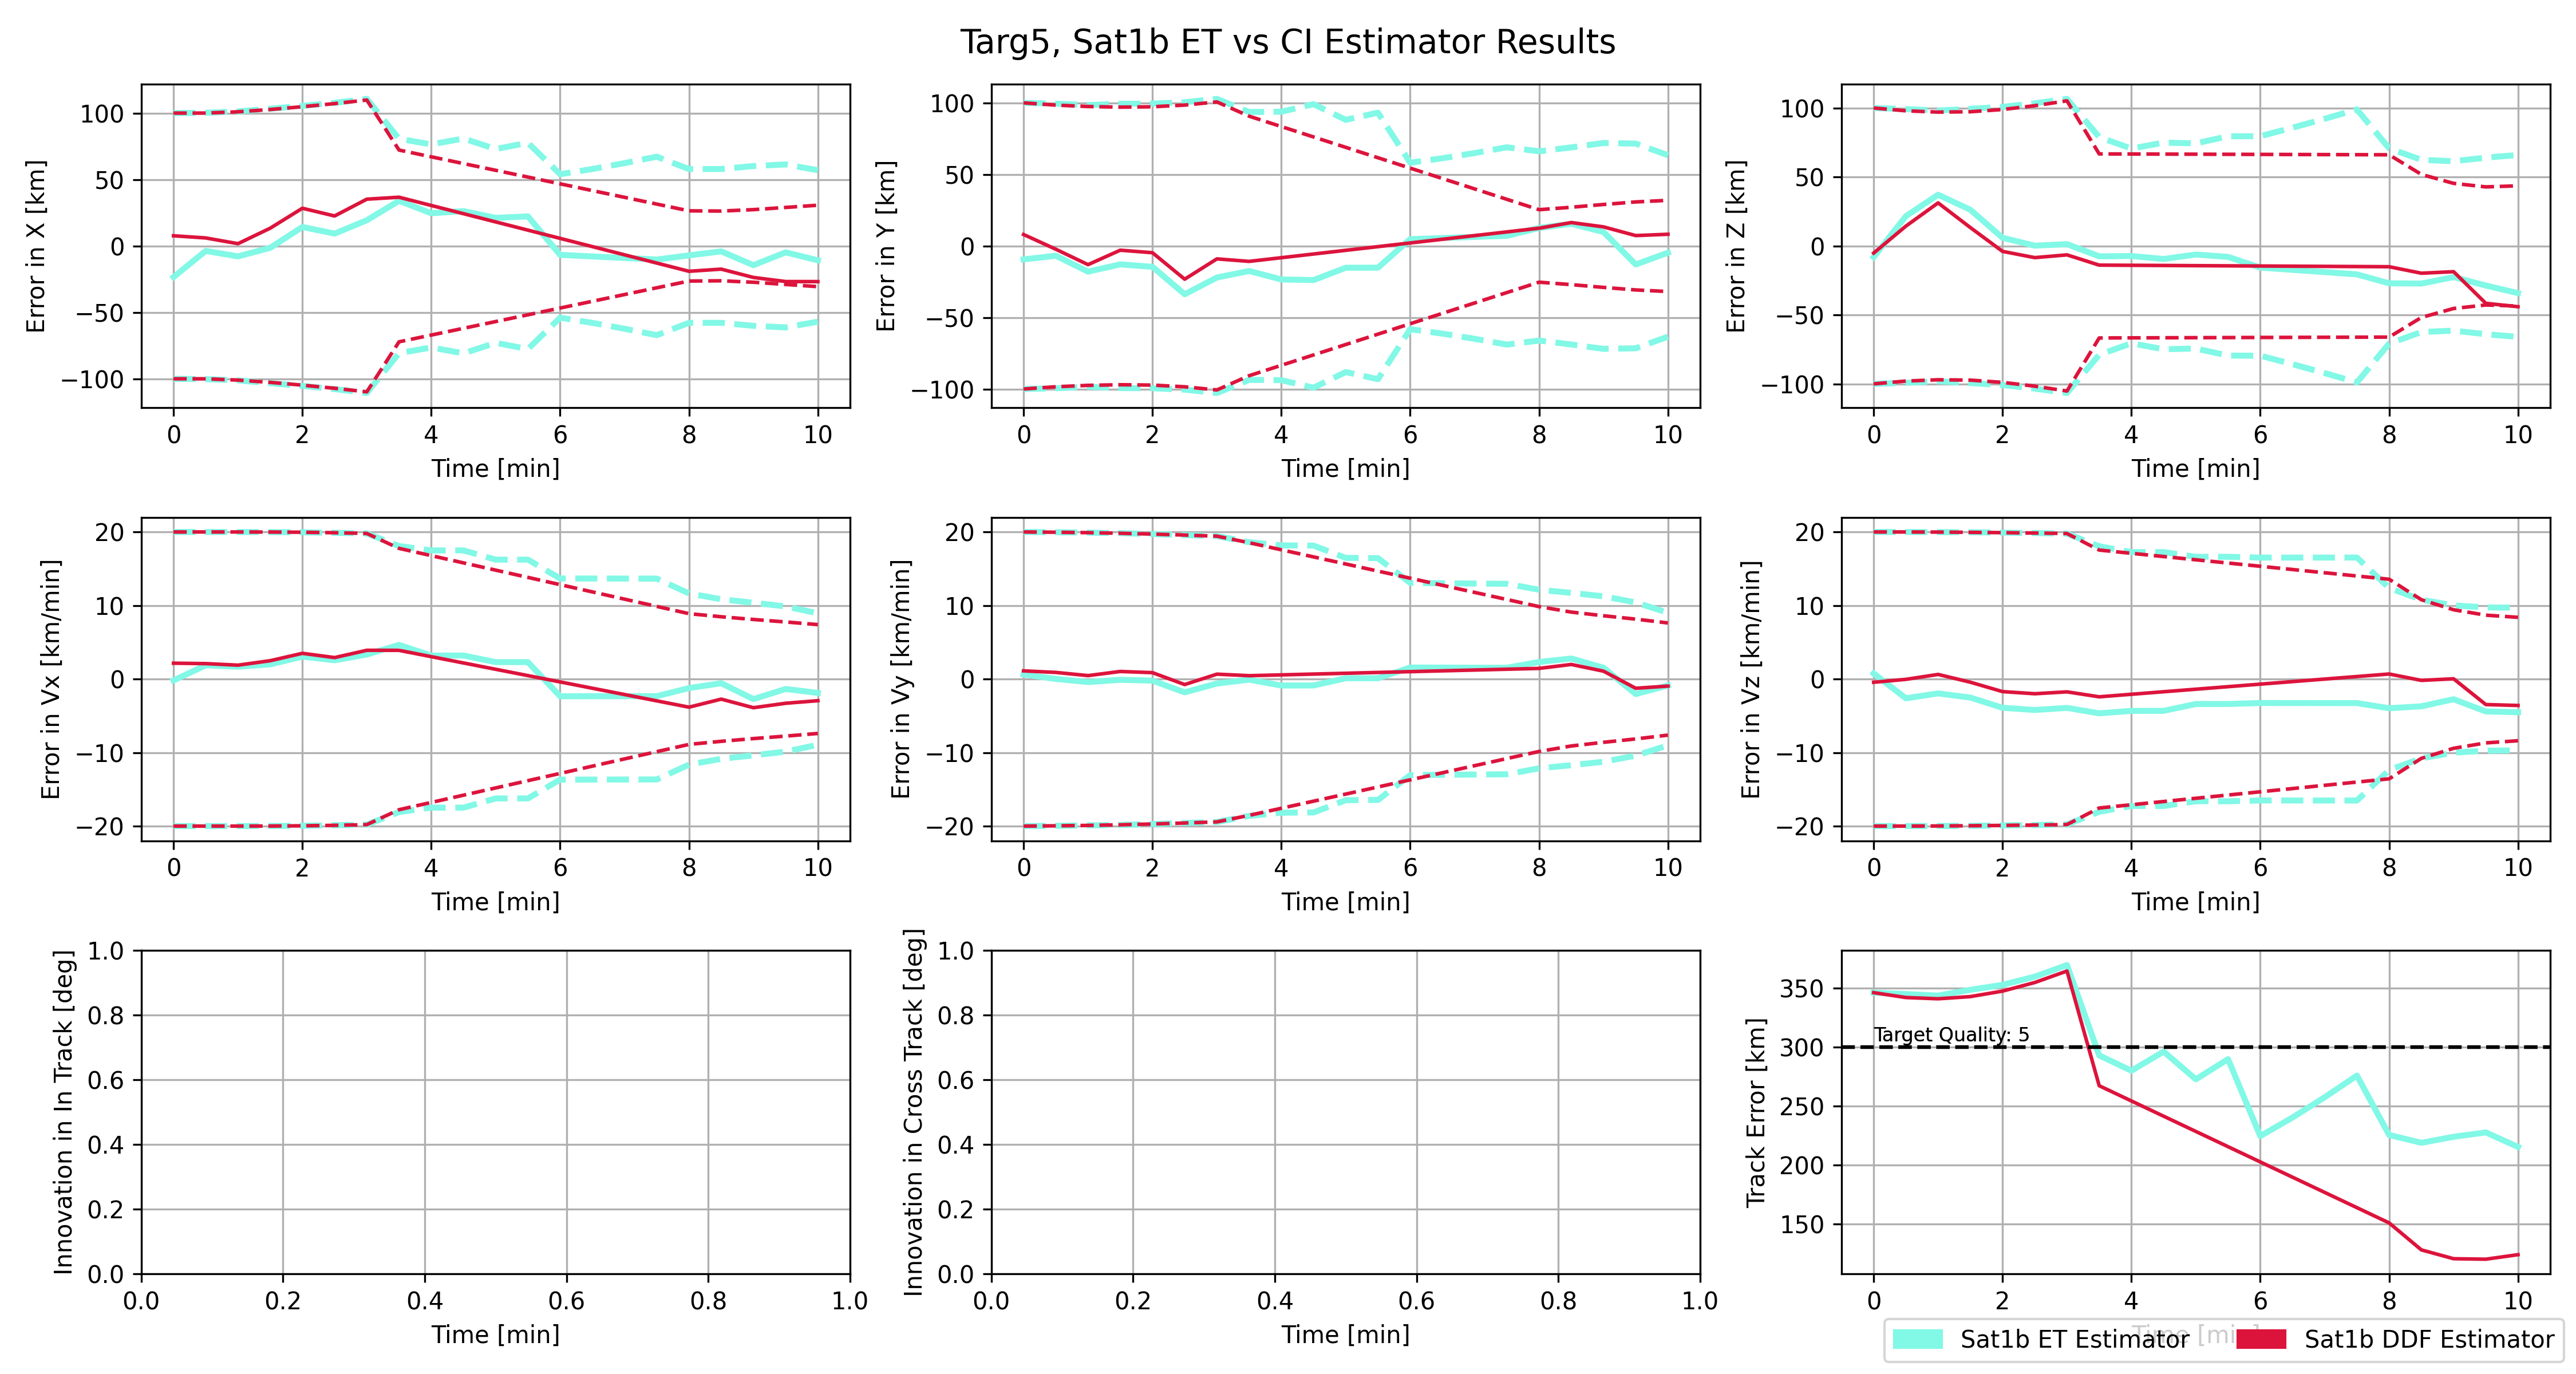 Targ5, Sat1b ET vs CI Estimator Results
Error in X [km]
100
50
0
−50
−100
0 2 4 6 8 10
Time [min]
Error in Y [km]
100
50
0
−50
−100
0 2 4 6 8 10
Time [min]
Error in Z [km]
100
50
0
−50
−100
0 2 4 6 8 10
Time [min]
Error in Vx [km/min]
20
10
0
−10
−20
0 2 4 6 8 10
Time [min]
Error in Vy [km/min]
20
10
0
−10
−20
0 2 4 6 8 10
Time [min]
Error in Vz [km/min]
20
10
0
−10
−20
0 2 4 6 8 10
Time [min]
Innovation in In Track [deg]
1.0
0.8
0.6
0.4
0.2
0.0
0.0 0.2 0.4 0.6 0.8 1.0
Time [min]
Innovation in Cross Track [deg]
1.0
0.8
0.6
0.4
0.2
0.0
0.0 0.2 0.4 0.6 0.8 1.0
Time [min]
Track Error [km]
350
300
250
200
150
Target Quality: 5
0 2 4 6 8 10
Time [min]
Sat1b ET Estimator
Sat1b DDF Estimator